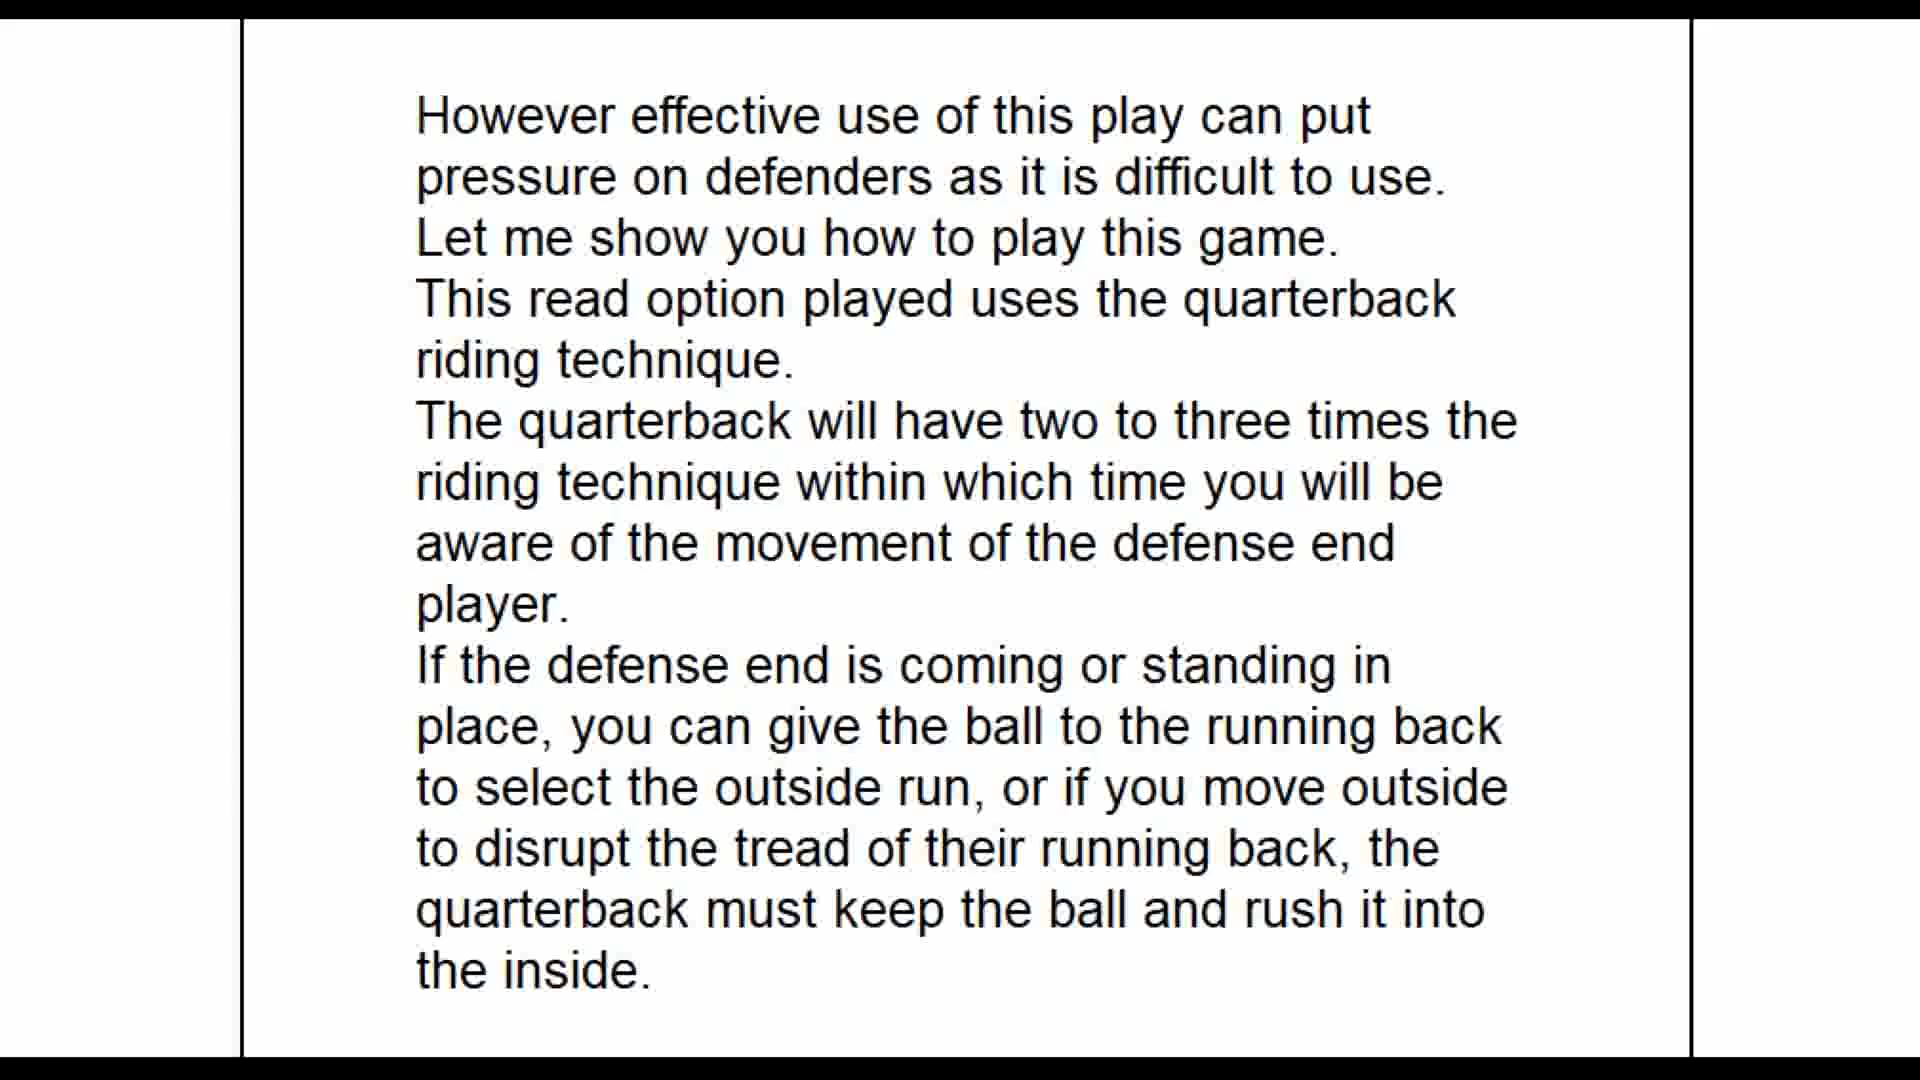 However effective use of this play can put
pressure on defenders as it is difficult to use.
Let me show you how to play this game.
This read option played uses the quarterback
riding technique.
The quarterback will have two to three times the
riding technique within which time you will be
aware of the movement of the defense end
player.
If the defense end is coming or standing in
place, you can give the ball to the running back
to select the outside run, or if you move outside
to disrupt the tread of their running back, the
quarterback must keep the ball and rush it into
the inside.